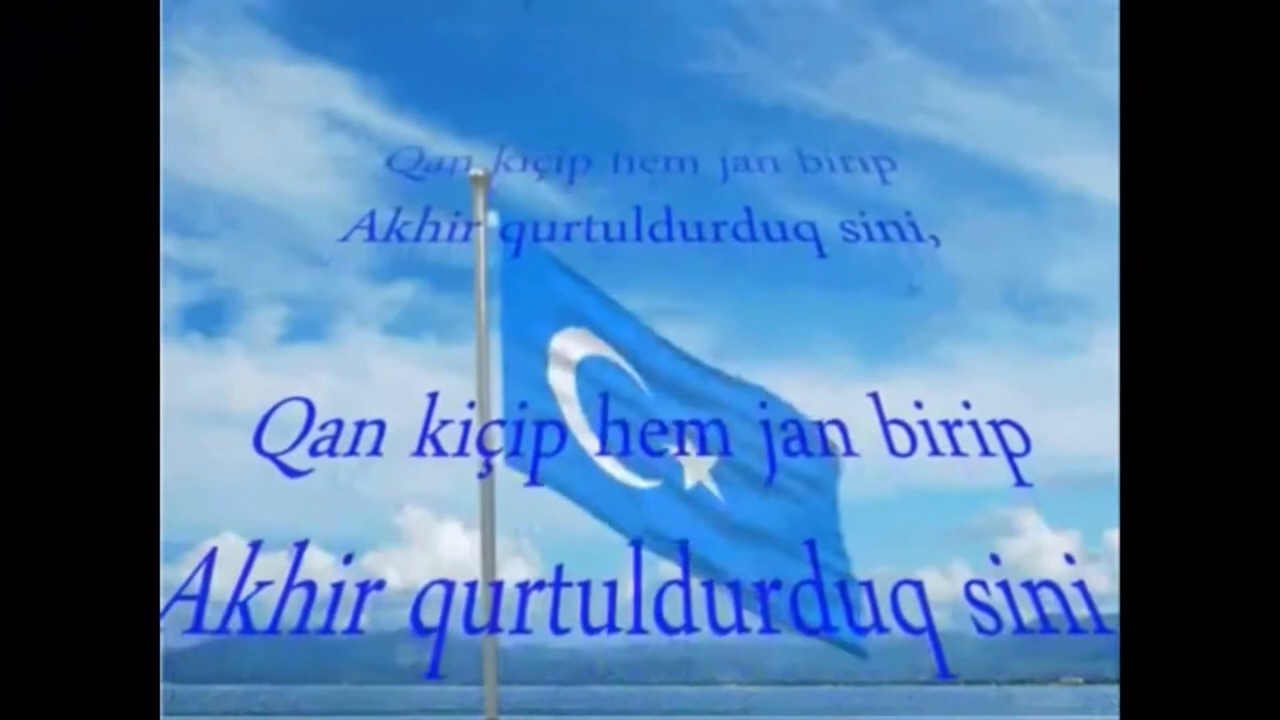 Qan kiçip hem jan birip
Akhir qurtuldurduq sini,
Qan kiçip hem jan birip
Akhir qurtuldurduq sini